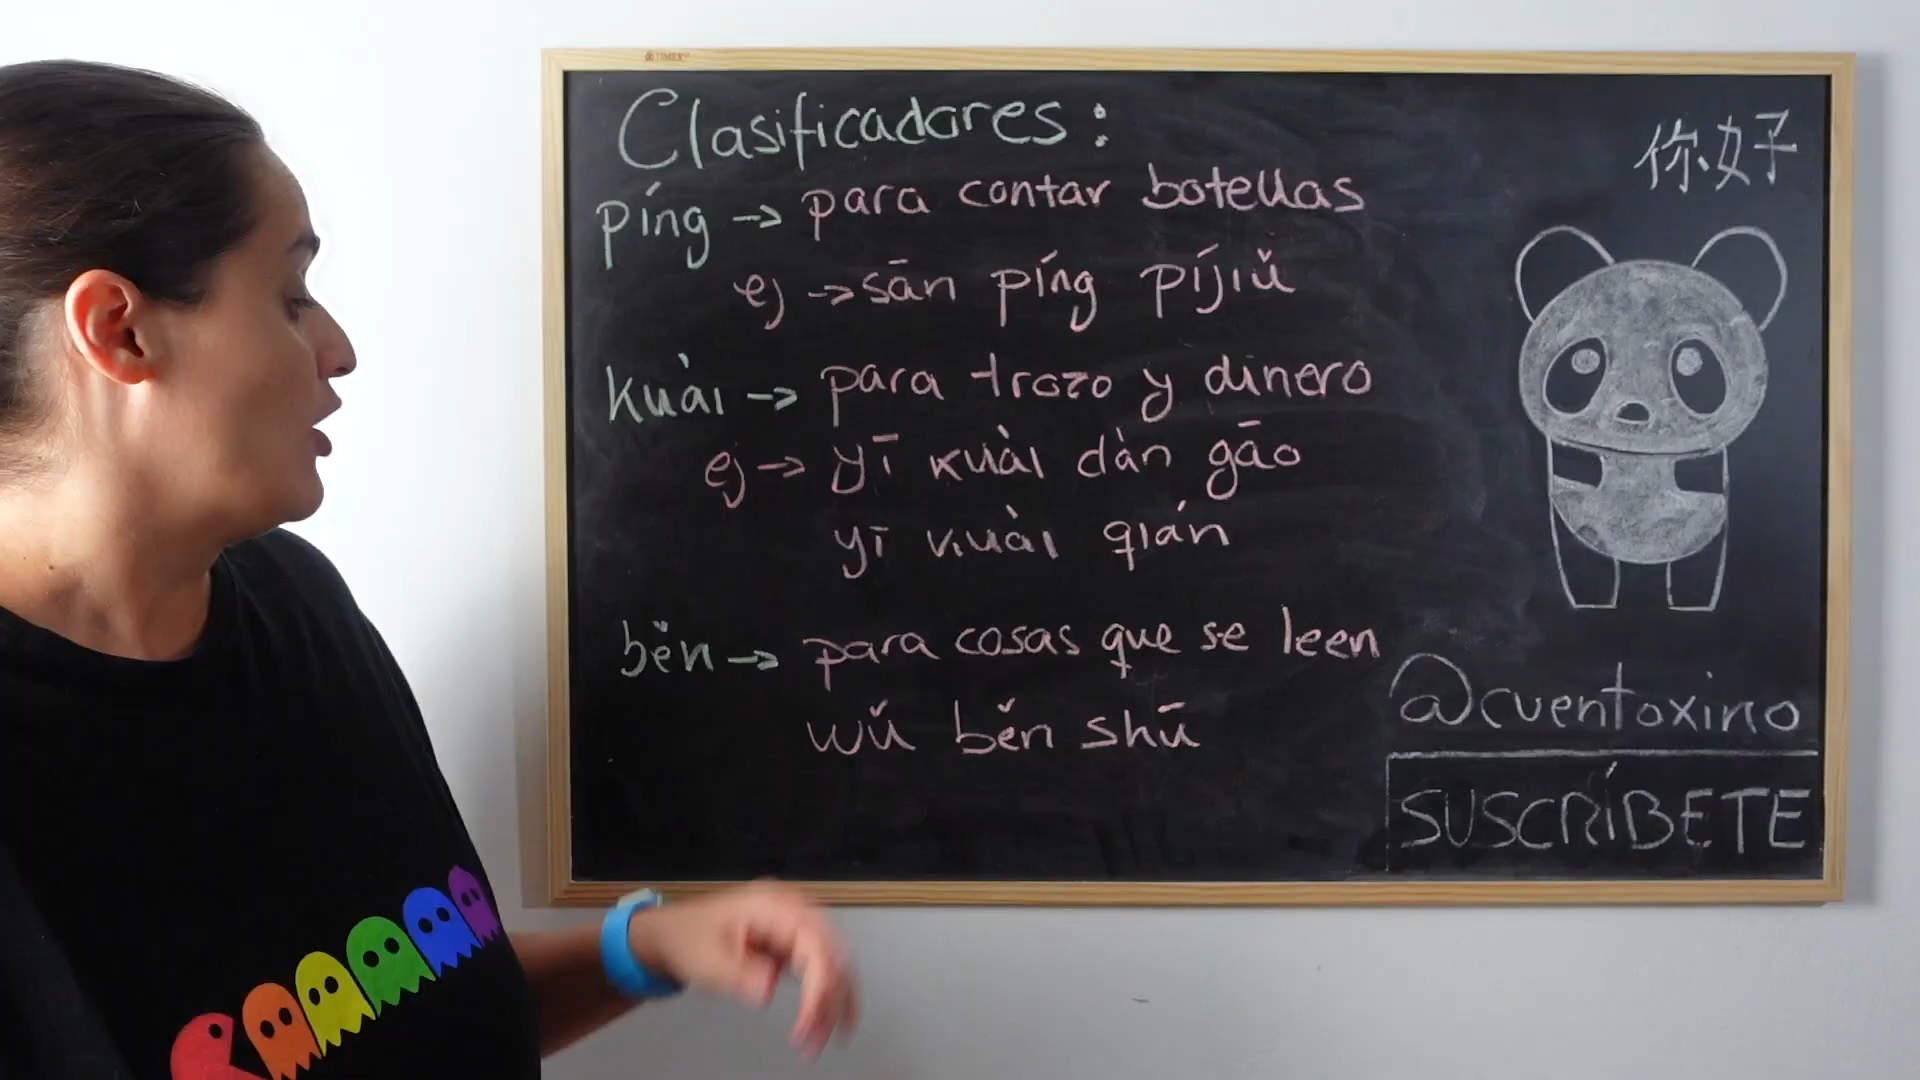 TIMEX
Clasificadores:
píng → para contar botellas
ej → sān píng píjiǔ
kuài → para trozo y dinero
ej → yī kuài dàn gāo
yī kuài qián
běn → para cosas que se leen
wǔ běn shū
你好
@cuentoxino
SUSCRÍBETE